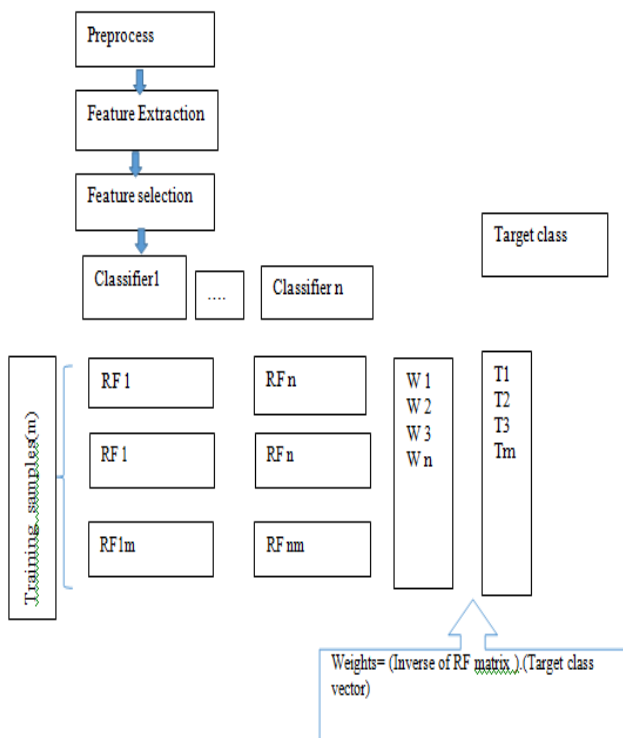 Preprocess
Feature Extraction
Feature selection
Target class
Classifier1
....
Classifier n
Training samples(m)
RF 1
RF n
RF 1
RF n
RF1m
RF nm
W 1
W 2
W 3
W n
T1
T2
T3
Tm
Weights= (Inverse of RF matrix ).(Target class
vector)